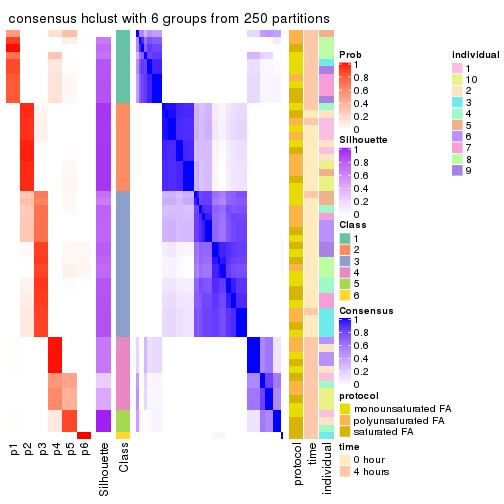 consensus hclust with 6 groups from 250 partitions
Prob
1
0.8
0.6
0.4
0.2
0
Silhouette
1
0.8
0.6
0.4
0.2
0
Class
1
2
3
4
5
6
Consensus
1
0.8
0.6
0.4
0.2
0
protocol
monounsaturated FA
polyunsaturated FA
saturated FA
time
0 hour
4 hours
individual
1
10
2
3
4
5
6
7
8
9
p1
p2
p3
p4
p5
p6
Silhouette
Class
protocol
time
individual